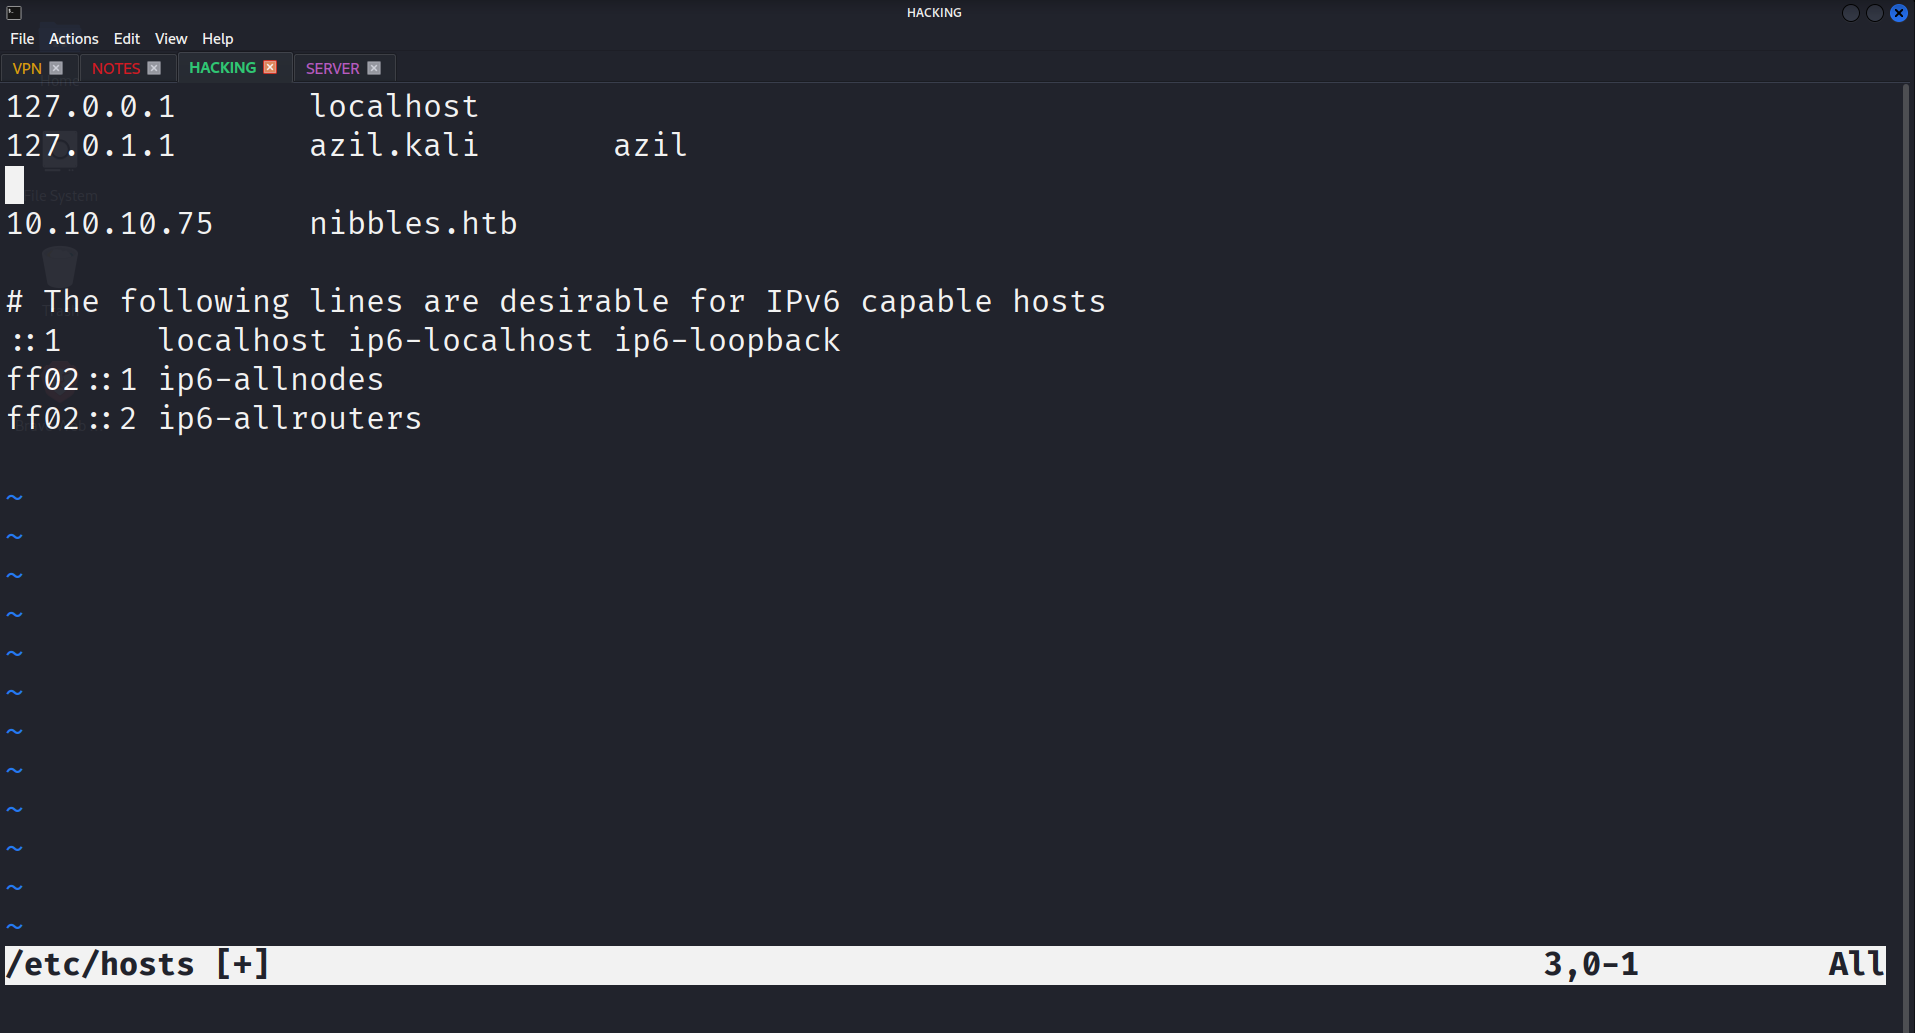 HACKING
File Actions Edit View Help
VPN NOTES HACKING SERVER
Home
127.0.0.1 localhost
127.0.1.1 azil.kali azil
File System
10.10.10.75 nibbles.htb
# The following lines are desirable for IPv6 capable hosts
::1 localhost ip6-localhost ip6-loopback
ff02::1 ip6-allnodes
ff02::2 ip6-allrouters
~
~
~
~
~
~
~
~
~
~
~
~
/etc/hosts [+] 3,0-1 All